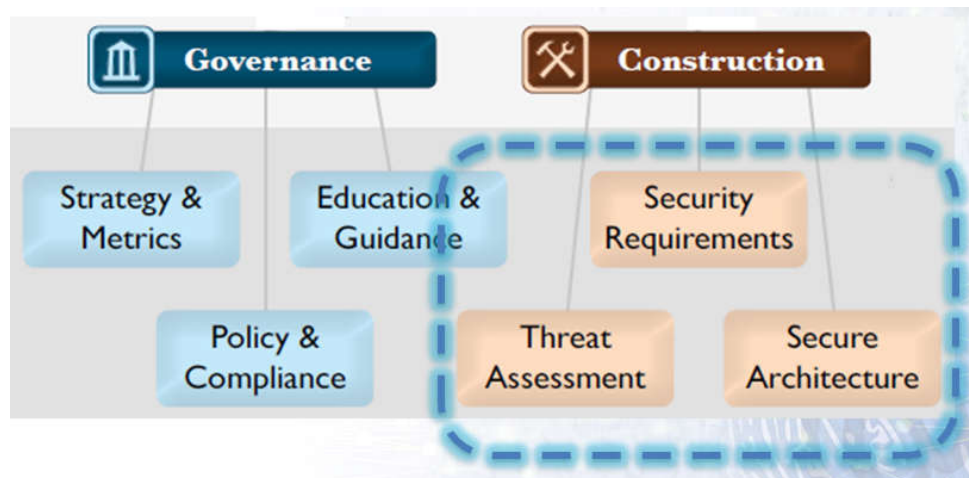 Governance
Construction
Strategy &
Metrics
Education &
Guidance
Security
Requirements
Policy &
Compliance
Threat
Assessment
Secure
Architecture